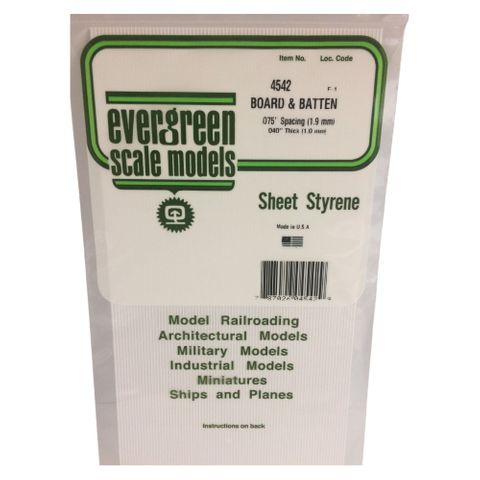 Item No. Loc. Code
4542 F-1
BOARD & BATTEN
.075" Spacing (1.9 mm)
.040" Thick (1.0 mm)
evergreen
scale models
Sheet Styrene
Made in U.S.A
Model Railroading
Architectural Models
Military Models
Industrial Models
Miniatures
Ships and Planes
Instructions on back